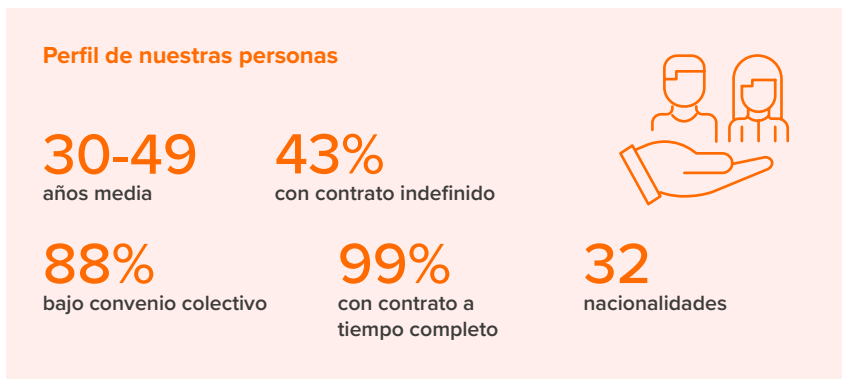 Perfil de nuestras personas
30-49
años media
43%
con contrato indefinido
88%
bajo convenio colectivo
99%
con contrato a
tiempo completo
32
nacionalidades